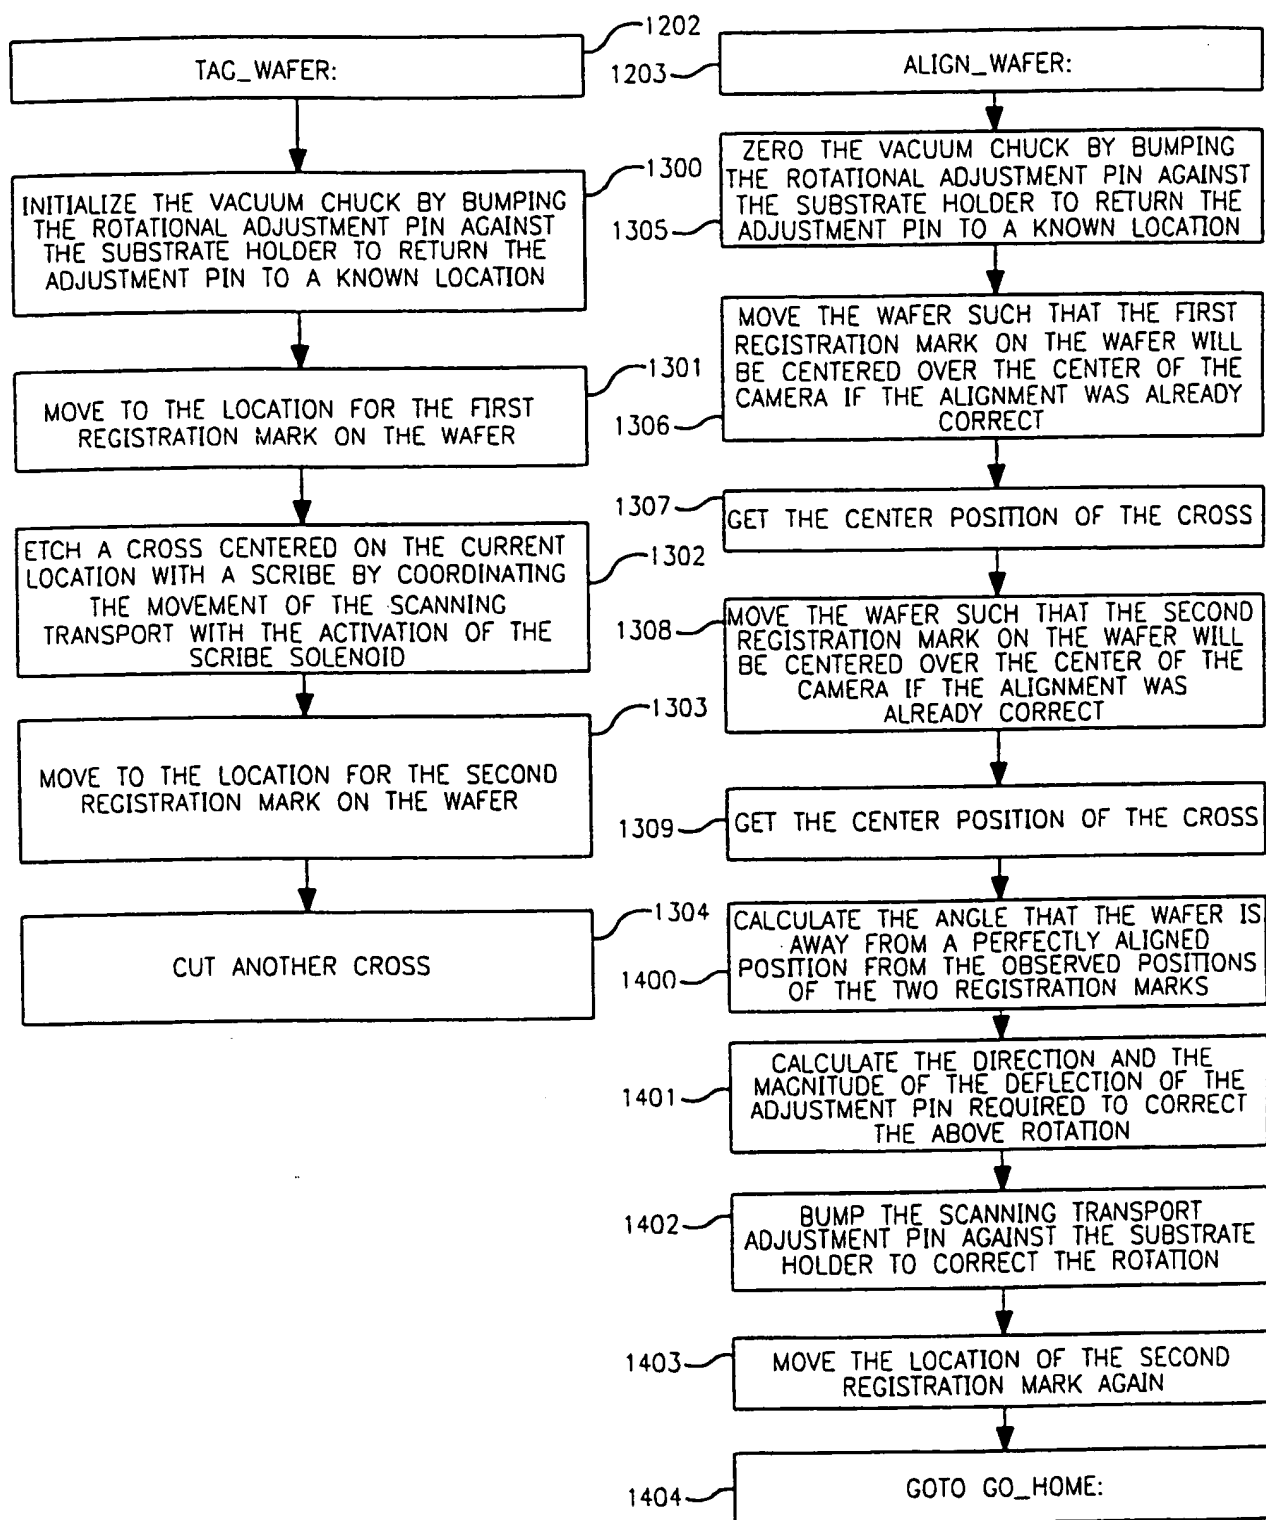 1202
TAG_WAFER:
1300
INITIALIZE THE VACUUM CHUCK BY BUMPING
THE ROTATIONAL ADJUSTMENT PIN AGAINST
THE SUBSTRATE HOLDER TO RETURN THE
ADJUSTMENT PIN TO A KNOWN LOCATION
1301
MOVE TO THE LOCATION FOR THE FIRST
REGISTRATION MARK ON THE WAFER
ETCH A CROSS CENTERED ON THE CURRENT
LOCATION WITH A SCRIBE BY COORDINATING
THE MOVEMENT OF THE SCANNING
TRANSPORT WITH THE ACTIVATION OF THE
SCRIBE SOLENOID
1302
1303
MOVE TO THE LOCATION FOR THE SECOND
REGISTRATION MARK ON THE WAFER
1304
CUT ANOTHER CROSS
1203
ALIGN_WAFER:
ZERO THE VACUUM CHUCK BY BUMPING
THE ROTATIONAL ADJUSTMENT PIN AGAINST
THE SUBSTRATE HOLDER TO RETURN THE
ADJUSTMENT PIN TO A KNOWN LOCATION
1305
MOVE THE WAFER SUCH THAT THE FIRST
REGISTRATION MARK ON THE WAFER WILL
BE CENTERED OVER THE CENTER OF THE
CAMERA IF THE ALIGNMENT WAS ALREADY
CORRECT
1306
1307
GET THE CENTER POSITION OF THE CROSS
1308
MOVE THE WAFER SUCH THAT THE SECOND
REGISTRATION MARK ON THE WAFER WILL
BE CENTERED OVER THE CENTER OF THE
CAMERA IF THE ALIGNMENT WAS
ALREADY CORRECT
1309
GET THE CENTER POSITION OF THE CROSS
CALCULATE THE ANGLE THAT THE WAFER IS
AWAY FROM A PERFECTLY ALIGNED
POSITION FROM THE OBSERVED POSITIONS
OF THE TWO REGISTRATION MARKS
1400
CALCULATE THE DIRECTION AND THE
MAGNITUDE OF THE DEFLECTION OF THE
ADJUSTMENT PIN REQUIRED TO CORRECT
THE ABOVE ROTATION
1401
1402
BUMP THE SCANNING TRANSPORT
ADJUSTMENT PIN AGAINST THE SUBSTRATE
HOLDER TO CORRECT THE ROTATION
1403
MOVE THE LOCATION OF THE SECOND
REGISTRATION MARK AGAIN
1404
GOTO GO_HOME: